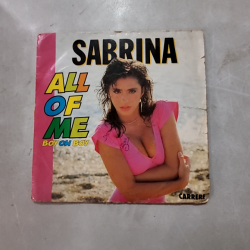 SABRINA
ALL
OF
ME
BOY OH BOY
CARRERE